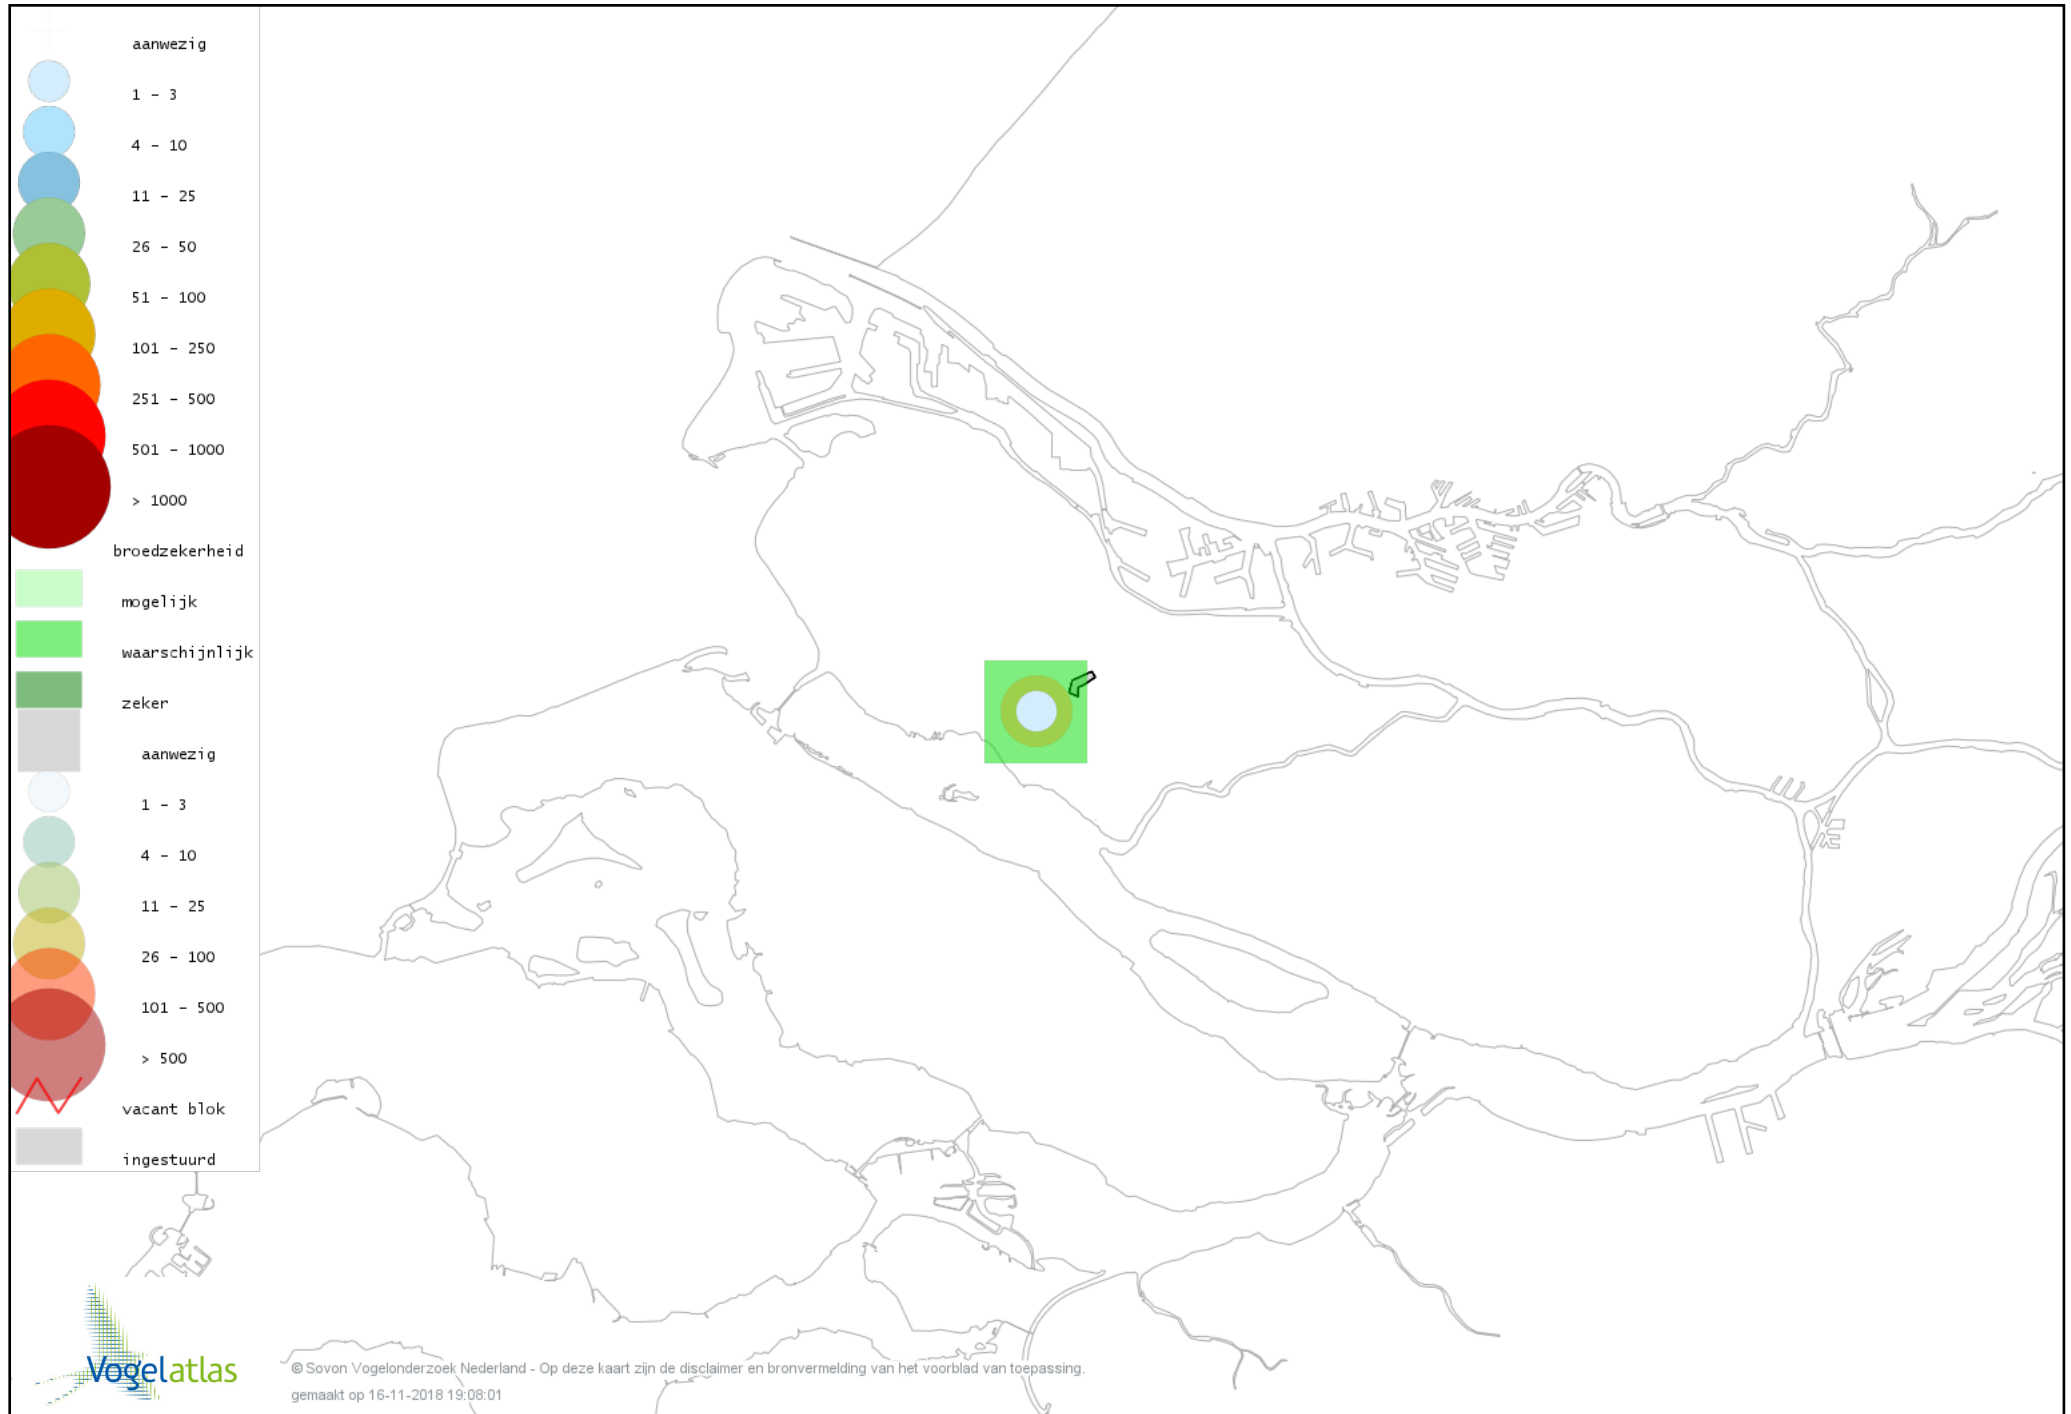 aanwezig
1 - 3
4 - 10
11 - 25
26 - 50
51 - 100
101 - 250
251 - 500
501 - 1000
> 1000
broedzekerheid
mogelijk
waarschijnlijk
zeker
aanwezig
1 - 3
4 - 10
11 - 25
26 - 100
101 - 500
> 500
vacant blok
ingestuurd
Vogelatlas
© Sovon Vogelonderzoek Nederland - Op deze kaart zijn de disclaimer en bronvermelding van het voorblad van toepassing.
gemaakt op 16-11-2018 19:08:01